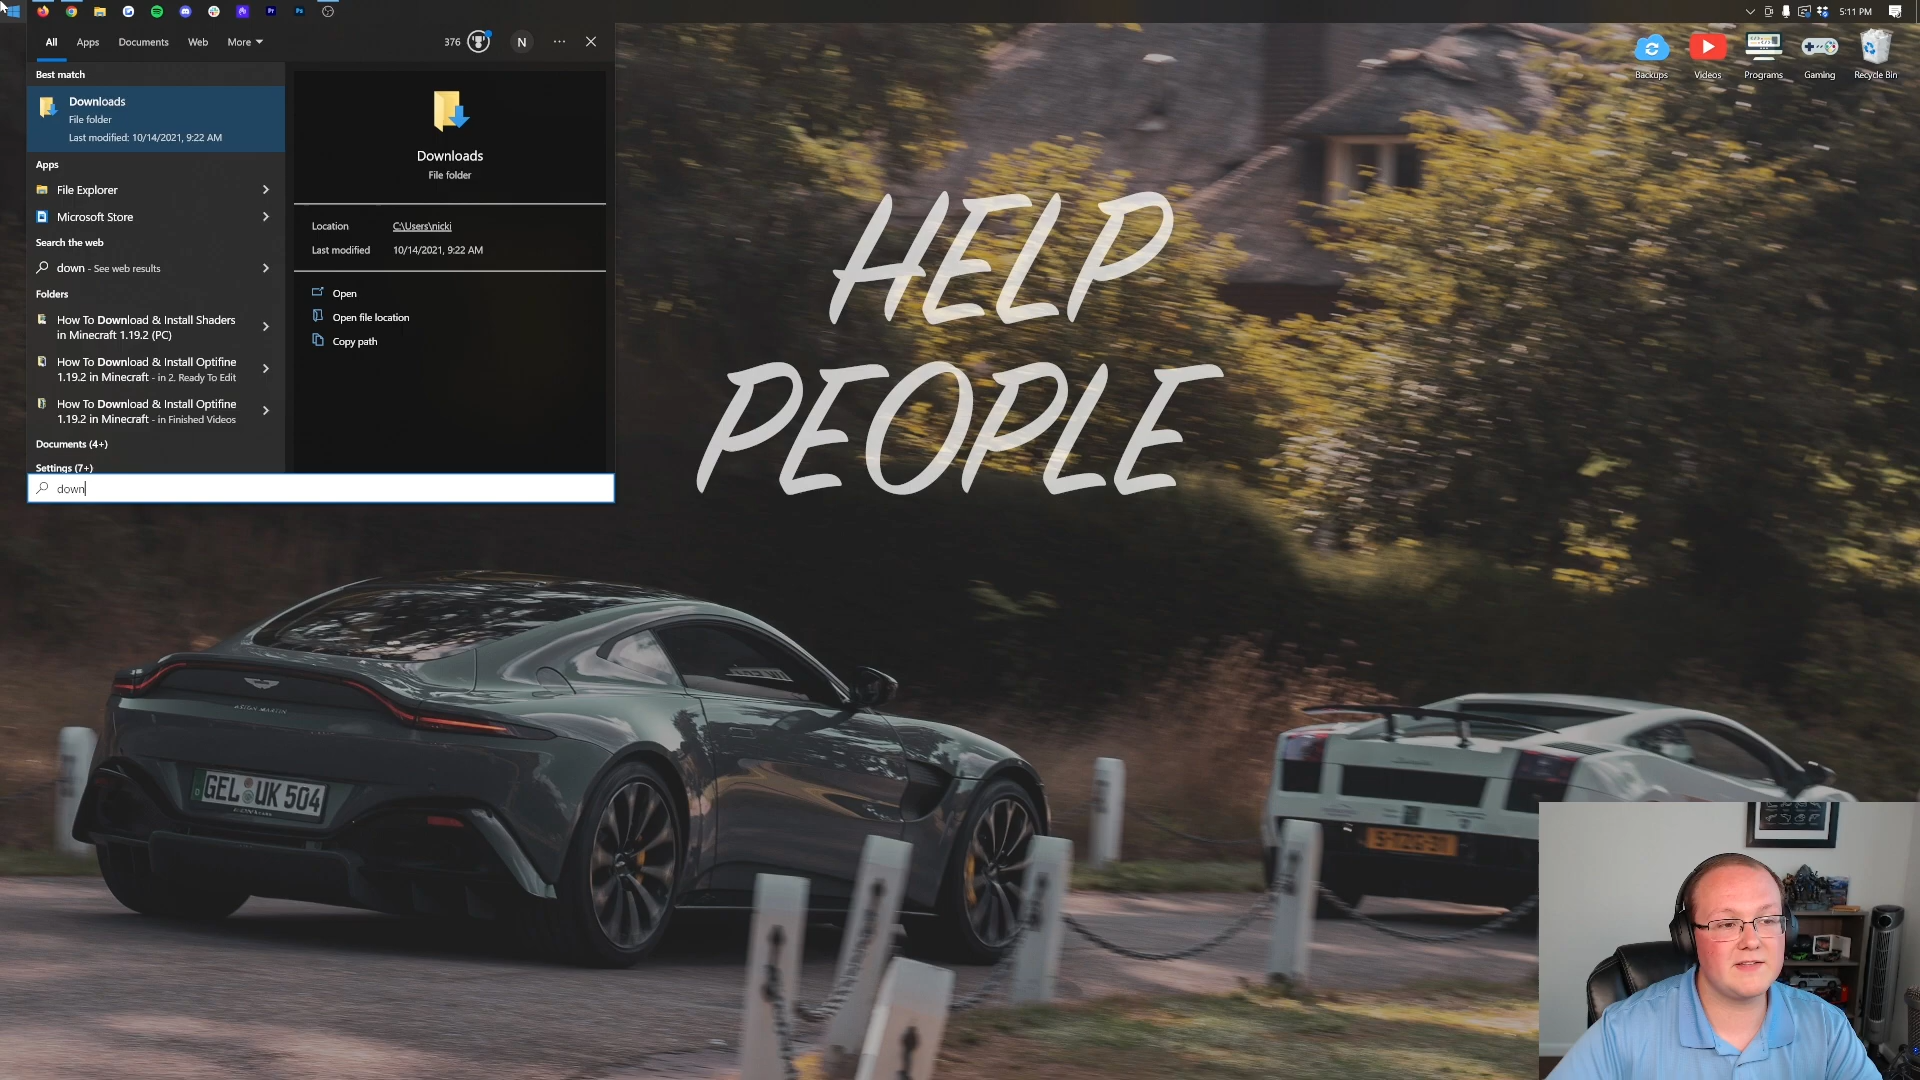 5:11 PM
All
Apps
Documents
Web
More
376
N
Best match
Downloads
File folder
Last modified: 10/14/2021, 9:22 AM
Apps
File Explorer
Microsoft Store
Search the web
down - See web results
Folders
How To Download & Install Shaders
in Minecraft 1.19.2 (PC)
How To Download & Install Optifine
1.19.2 in Minecraft - in 2. Ready To Edit
How To Download & Install Optifine
1.19.2 in Minecraft - in Finished Videos
Documents (4+)
Settings (7+)
down
Downloads
File folder
Location
C:\Users\nicki
Last modified
10/14/2021, 9:22 AM
Open
Open file location
Copy path
Backups
Videos
Programs
Gaming
Recycle Bin
HELP
PEOPLE
ASTON MARTIN
GEL UK 504